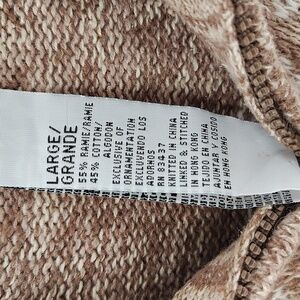 LARGE/
GRANDE
55% RAMIE/RAMIE
45% COTTON/
ALGODON
EXCLUSIVE OF
ORNAMENTATION
EXCLUYENDO LOS
ADORNOS
RN 83437
KNITTED IN CHINA
LINKED & STITCHED
IN HONG KONG
TEJIDO EN CHINA
AJUNTAR Y COSIDO
EN HONG KONG